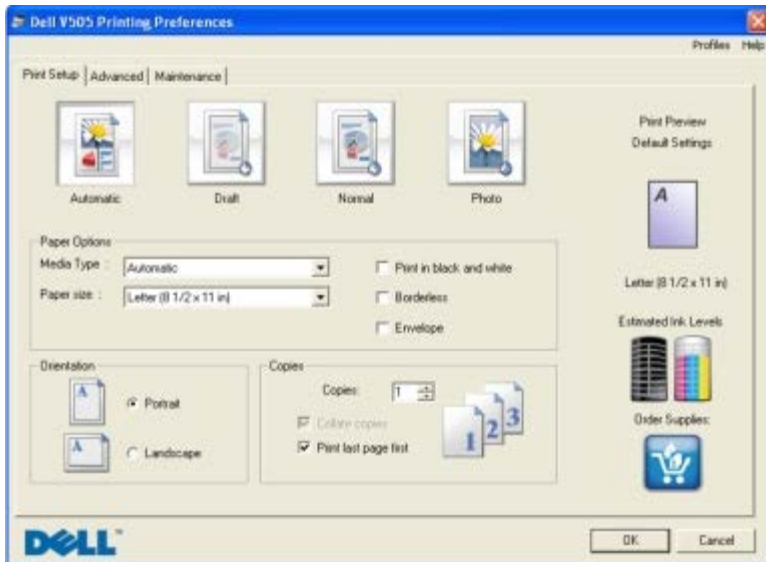 Dell V505 Printing Preferences
Profiles Help
Print Setup Advanced Maintenance
Automatic Draft Normal Photo
Print Preview
Default Settings
A
Letter (8 1/2 x 11 in)
Paper Options
Media Type : Automatic
Print in black and white
Paper size : Letter (8 1/2 x 11 in)
Borderless
Envelope
Estimated Ink Levels
Orientation
A Portrait
A Landscape
Copies
Copies: 1
Collate copies
Print last page first
1 2 3
Order Supplies:
DELL™
OK Cancel